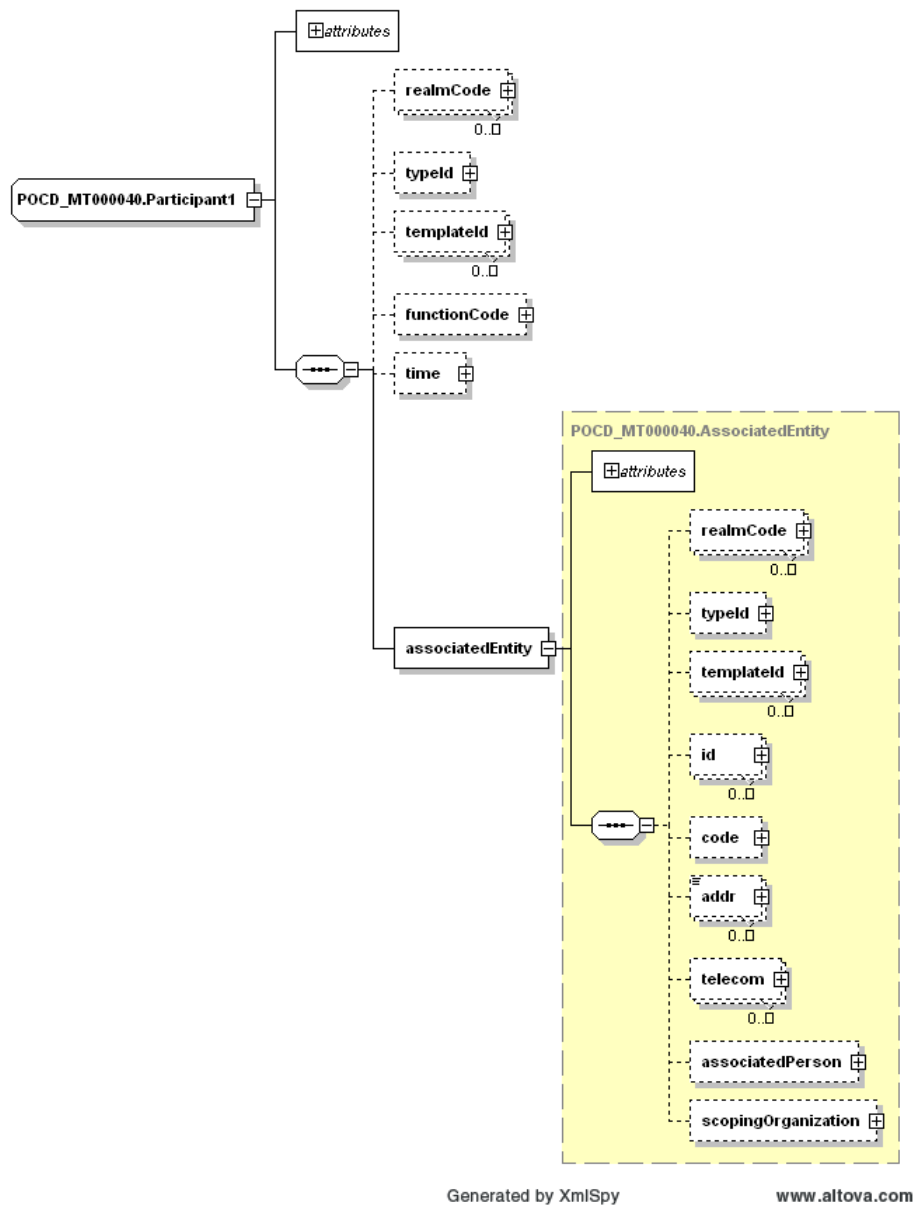 attributes
realmCode
0..□
typeId
POCD_MT000040.Participant1
templateId
0..□
functionCode
time
POCD_MT000040.AssociatedEntity
attributes
realmCode
0..□
typeId
associatedEntity
templateId
0..□
id
0..□
code
addr
0..□
telecom
0..□
associatedPerson
scopingOrganization
Generated by XmlSpy www.altova.com